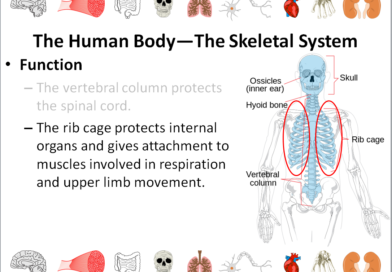 The Human Body—The Skeletal System
• Function
– The vertebral column protects
the spinal cord.
– The rib cage protects internal
organs and gives attachment to
muscles involved in respiration
and upper limb movement.
Ossicles
(inner ear)
Skull
Hyoid bone
Rib cage
Vertebral
column